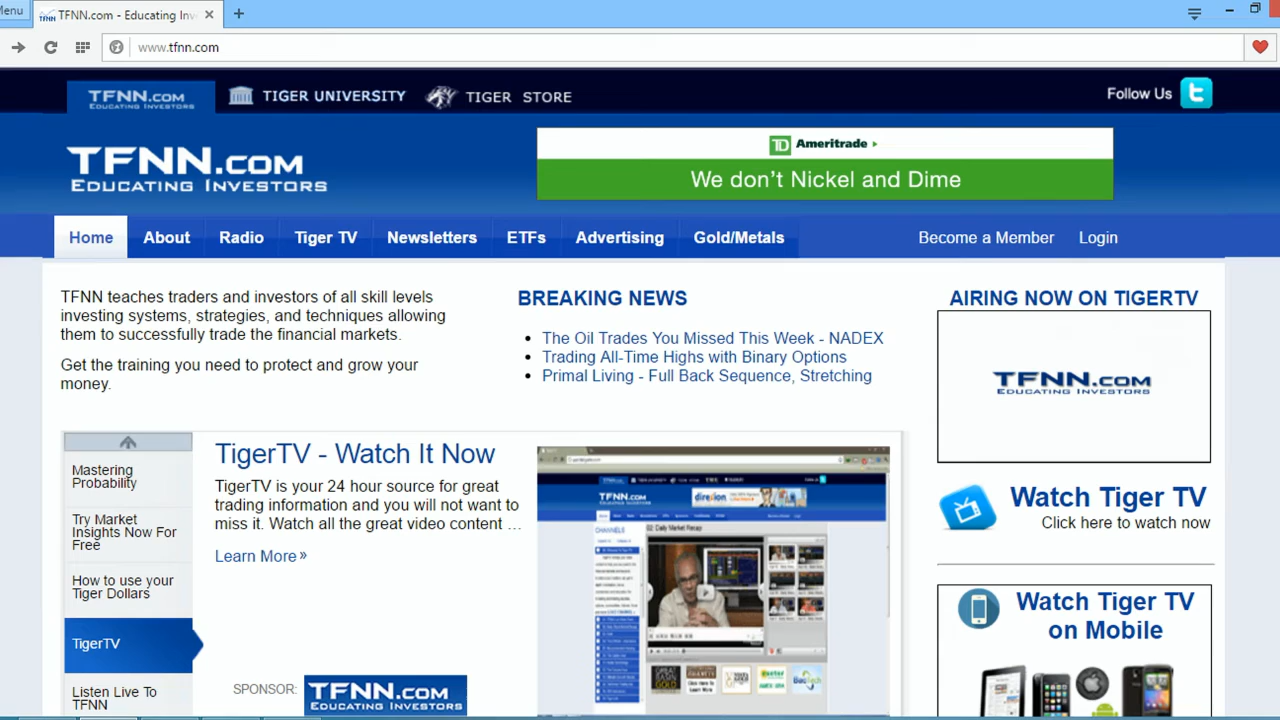 Menu
TFNN.com - Educating Inv
www.tfnn.com
TFNN.COM
EDUCATING INVESTORS
TIGER UNIVERSITY
TIGER STORE
Follow Us
TFNN.COM
EDUCATING INVESTORS
TD Ameritrade
We don't Nickel and Dime
Home
About
Radio
Tiger TV
Newsletters
ETFs
Advertising
Gold/Metals
Become a Member
Login
TFNN teaches traders and investors of all skill levels
investing systems, strategies, and techniques allowing
them to successfully trade the financial markets.
Get the training you need to protect and grow your
money.
BREAKING NEWS
The Oil Trades You Missed This Week - NADEX
Trading All-Time Highs with Binary Options
Primal Living - Full Back Sequence, Stretching
AIRING NOW ON TIGERTV
TFNN.COM
EDUCATING INVESTORS
Watch Tiger TV
Click here to watch now
Watch Tiger TV
on Mobile
Mastering
Probability
Try Market
Insights Now For
Free
How to use your
Tiger Dollars
TigerTV
Listen Live To
TFNN
TigerTV - Watch It Now
TigerTV is your 24 hour source for great
trading information and you will not want to
miss it. Watch all the great video content ...
Learn More »
SPONSOR:
TFNN.COM
EDUCATING INVESTORS
TFNN.COM
direxion
CHANNELS